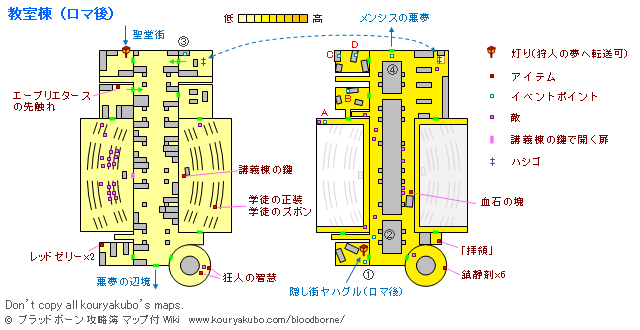 教室棟（ロマ後）
低
高
メンシスの悪夢
聖堂街
③
C
D
④
B
A
エーブリエタース
の先触れ
講義棟の鍵
学徒の正装
学徒のズボン
レッドゼリー×2
狂人の智慧
悪夢の辺境
②
①
隠し街ヤハグル(ロマ後)
血石の塊
「拝領」
鎮静剤×6
灯り(狩人の夢へ転送可)
アイテム
イベントポイント
敵
講義棟の鍵で開く扉
ハシゴ
Don't copy all kouryakubo's maps.
© ブラッドボーン攻略簿 マップ付Wiki www.kouryakubo.com/bloodborne/